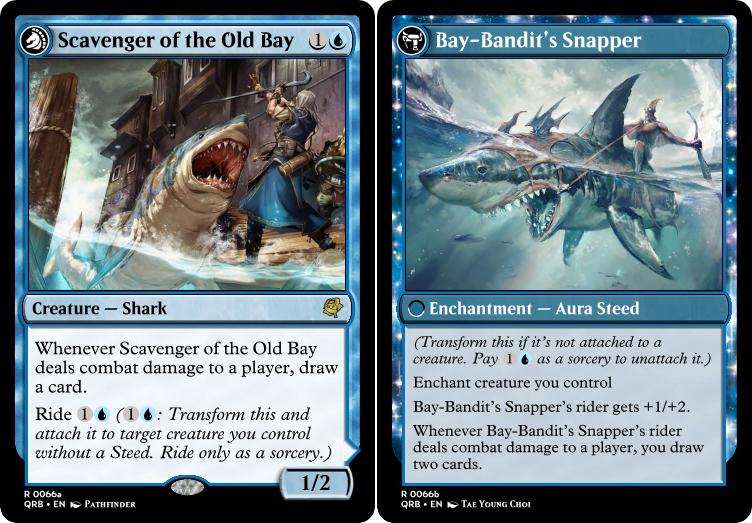 Scavenger of the Old Bay 1
Creature — Shark
Whenever Scavenger of the Old Bay
deals combat damage to a player, draw
a card.
Ride 1 (1: Transform this and
attach it to target creature you control
without a Steed. Ride only as a sorcery.)
1/2
R 0066a
QRB • EN Pathfinder
Bay-Bandit's Snapper
Enchantment — Aura Steed
(Transform this if it's not attached to a
creature. Pay 1 as a sorcery to unattach it.)
Enchant creature you control
Bay-Bandit's Snapper's rider gets +1/+2.
Whenever Bay-Bandit's Snapper's rider
deals combat damage to a player, you draw
two cards.
R 0066b
QRB • EN Tae Young Choi